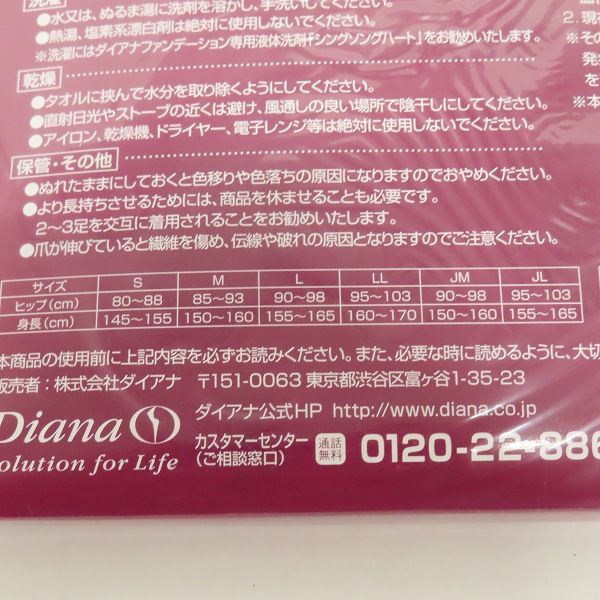 洗濯
●水又は、ぬるま湯に洗剤を溶かし、手洗いしてください。
●熱湯、塩素系漂白剤は絶対に使用しないでください。
※洗濯にはダイアナファンデーション専用液体洗剤「シングソングハート」をお勧めいたします。
乾燥
●タオルに挟んで水分を取り除くようにしてください。
●直射日光やストーブの近くは避け、風通しの良い場所で陰干しにしてください。
●アイロン、乾燥機、ドライヤー、電子レンジ等は絶対に使用しないでください。
保管・その他
●ぬれたままにしておくと色移りや色落ちの原因になりますのでおやめください。
●より長持ちさせるためには、商品を休ませることも必要です。
2〜3足を交互に着用されることをお勧めいたします。
●爪が伸びていると繊維を傷め、伝線や破れの原因となりますのでご注意ください。
サイズ S M L LL JM JL
ヒップ(cm) 80〜88 85〜93 90〜98 95〜103 90〜98 95〜103
身長(cm) 145〜155 150〜160 155〜165 160〜170 150〜160 155〜165
本商品の使用前に上記内容を必ずお読みください。また、必要な時に読めるように、大切
販売者：株式会社ダイアナ 〒151-0063 東京都渋谷区富ヶ谷1-35-23
Diana
olution for Life
ダイアナ公式HP http://www.diana.co.jp
カスタマーセンター
(ご相談窓口)
通話
無料
0120-22-886
2. 現在
※その
発
※本